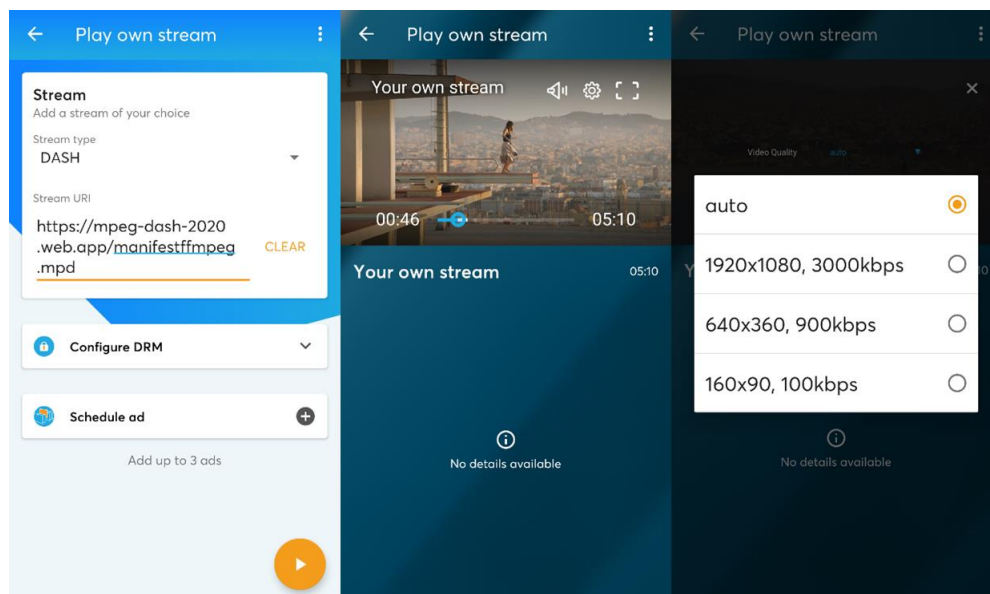 Play own stream
Stream
Add a stream of your choice
Stream type
DASH
Stream URI
https://mpeg-dash-2020
.web.app/manifestffmpeg
.mpd
CLEAR
Configure DRM
Schedule ad
Add up to 3 ads
Play own stream
Your own stream
00:46
05:10
Your own stream
05:10
No details available
Play own stream
Video Quality
auto
auto
1920x1080, 3000kbps
640x360, 900kbps
160x90, 100kbps
Y
10
No details available